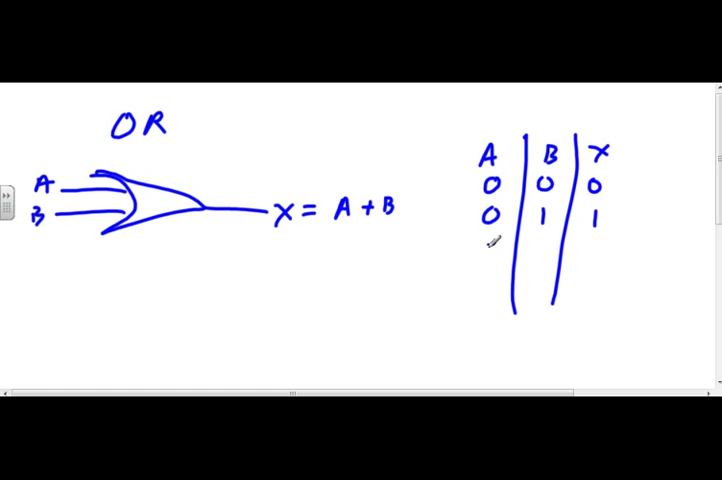 OR
A
B
X = A + B
A B X
0 0 0
0 1 1